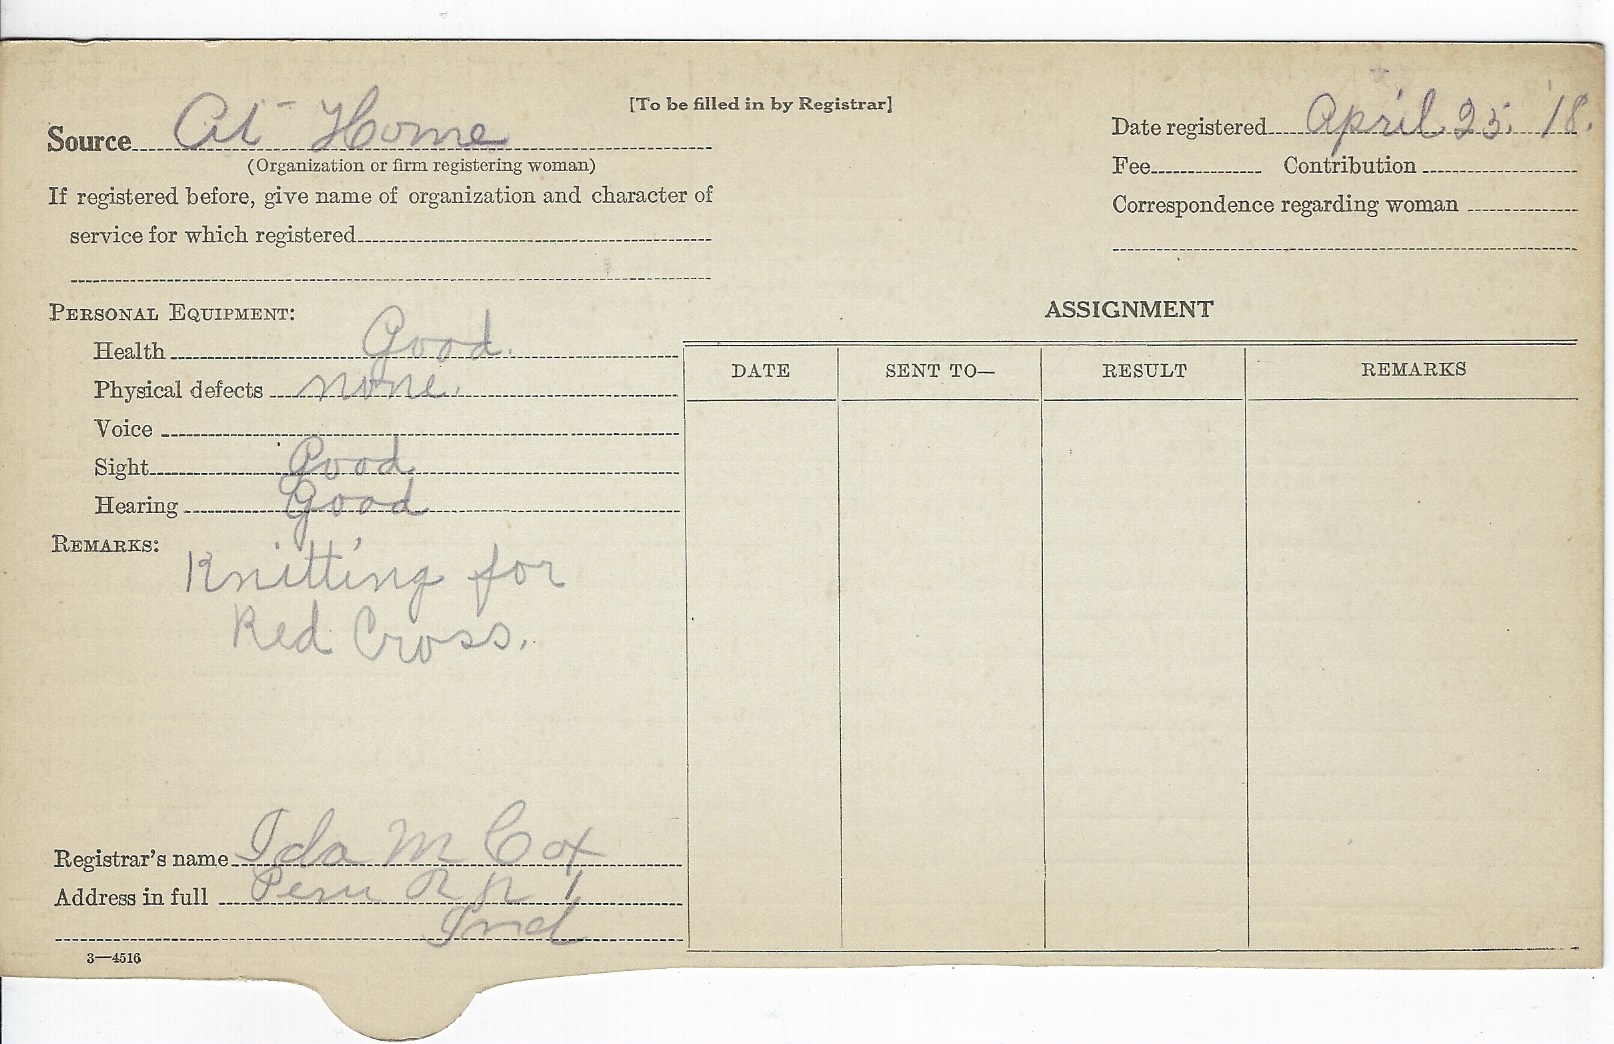 [To be filled in by Registrar]
Source At Home
(Organization or firm registering woman)
If registered before, give name of organization and character of
service for which registered
Date registered April 25. '18.
Fee Contribution
Correspondence regarding woman
PERSONAL EQUIPMENT:
Health Good.
Physical defects none.
Voice
Sight Good
Hearing Good
REMARKS:
Knitting for
Red Cross.
Registrar's name Ida M Cox
Address in full Peru R R 1
Ind
3—4516
ASSIGNMENT
DATE SENT TO— RESULT REMARKS